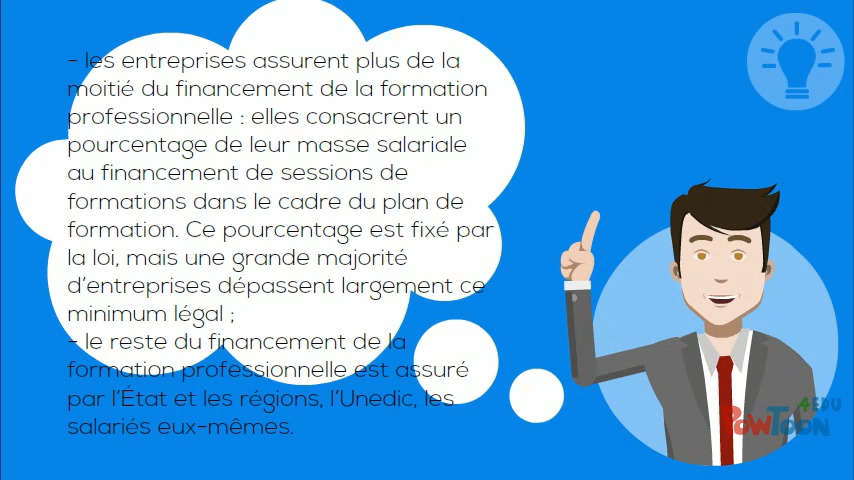 - les entreprises assurent plus de la
moitié du financement de la formation
professionnelle : elles consacrent un
pourcentage de leur masse salariale
au financement de sessions de
formations dans le cadre du plan de
formation. Ce pourcentage est fixé par
la loi, mais une grande majorité
d'entreprises dépassent largement ce
minimum légal ;
- le reste du financement de la
formation professionnelle est assuré
par l'État et les régions, l'Unedic, les
salariés eux-mêmes.
4EDU
PowToon